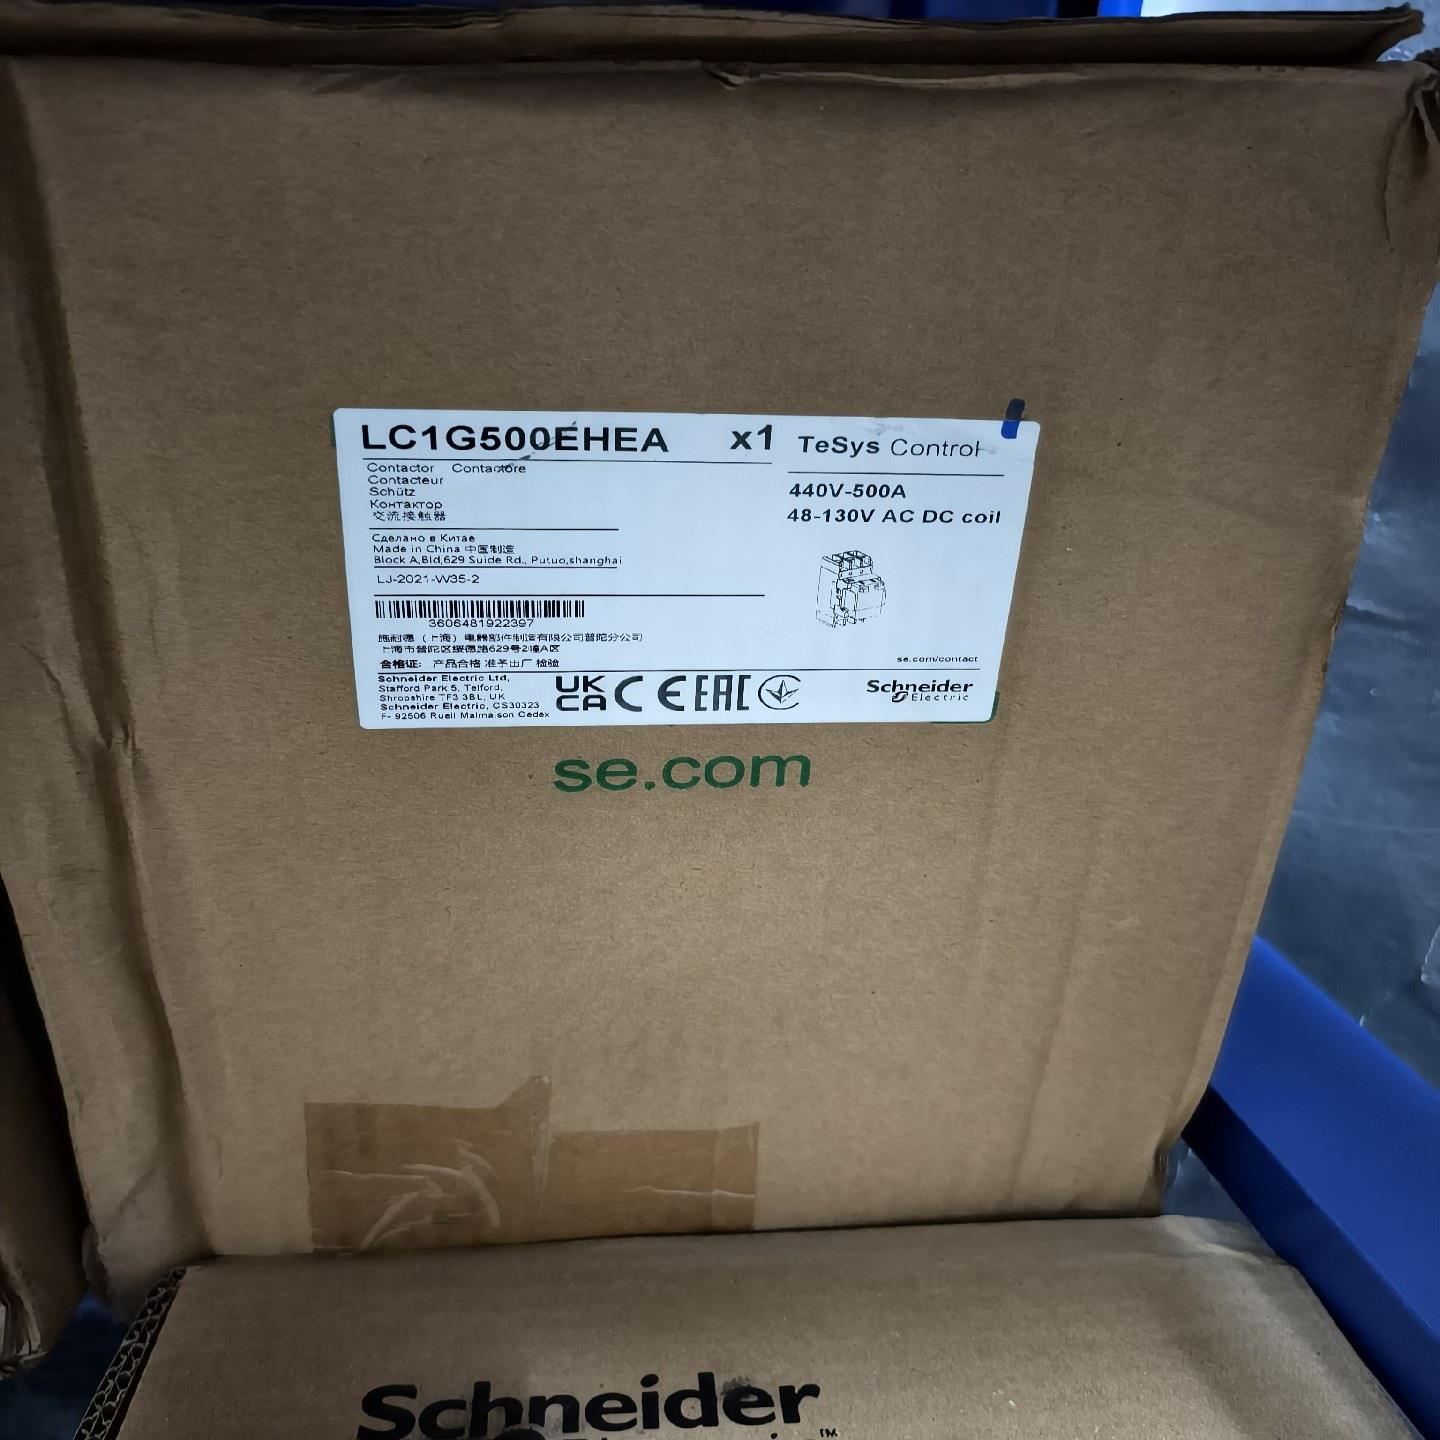 LC1G500EHEA x1 TeSys Control
Contactor Contactore
Contacteur
Schütz
Контактор
交流接触器
440V-500A
48-130V AC DC coil
Сделано в Китае
Made in China 中国制造
Block A,Bld,629 Suide Rd., Putuo,shanghai
LJ-2021-W35-2
3606481922397
施耐德（上海）电器部件制造有限公司普陀分公司
上海市普陀区绥德路629号2幢A区
合格证: 产品合格 准予出厂 检验
se.com/contact
Schneider Electric Ltd,
Stafford Park 5, Telford,
Shropshire TF3 3BL, UK
Schneider Electric, CS30323
F- 92506 Rueil Malmaison Cedex
UK
CA CE EAC
Schneider
Electric
se.com
Schneider
Electric™